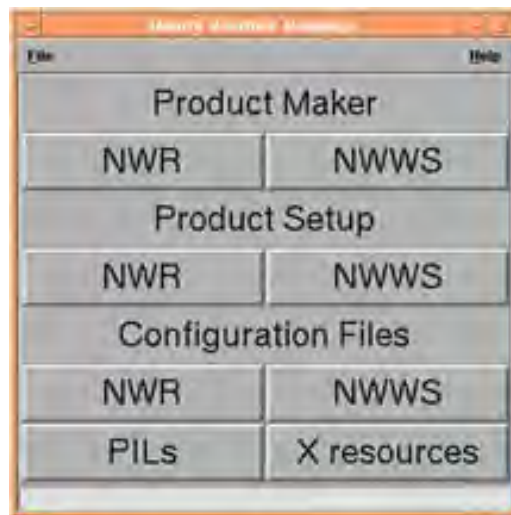 File Help
Product Maker
NWR NWWS
Product Setup
NWR NWWS
Configuration Files
NWR NWWS
PILs X resources